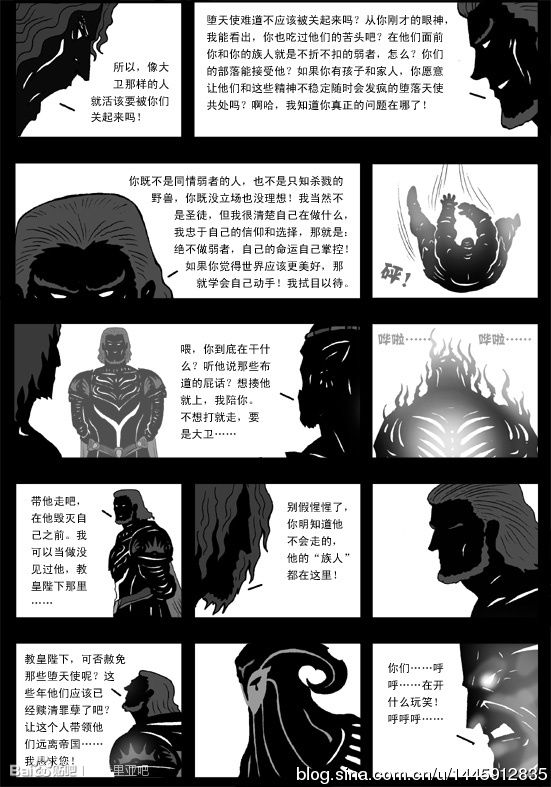 所以，像大
卫那样的人
就活该要被你们
关起来吗！
堕天使难道不应该被关起来吗？从你刚才的眼神，
我能看出，你也吃过他们的苦头吧？在他们面前
你和你的族人就是不折不扣的弱者，怎么？你们
的部落能接受他？如果你有孩子和家人，你愿意
让他们和这些精神不稳定随时会发疯的堕落天使
共处吗？啊哈，我知道你真正的问题在哪了！
你既不是同情弱者的人，也不是只知杀戮的
野兽，你既没立场也没理想！我当然不
是圣徒，但我很清楚自己在做什么，
我忠于自己的信仰和选择，那就是：
绝不做弱者，自己的命运自己掌控！
如果你觉得世界应该更美好，那
就学会自己动手！我拭目以待。
砰！
喂，你到底在干什
么？听他说那些布
道的屁话？想揍他
就上，我陪你。
不想打就走，要
是大卫……
哗啦……
哗啦……
带他走吧，
在他毁灭自
己之前。我
可以当做没
见过他，教
皇陛下那里
……
别假惺惺了，
你明知道他
不会走的，
他的“族人”
都在这里！
教皇陛下，可否赦免
那些堕天使呢？这
些年他们应该已
经赎清罪孽了吧？
让这个人带领他
们远离帝国……
我恳求您！
你们……呼
呼……在开
什么玩笑！
呼呼呼……
Bai 贴吧 | 里亚吧
blog.sina.com.cn/u/1445912835